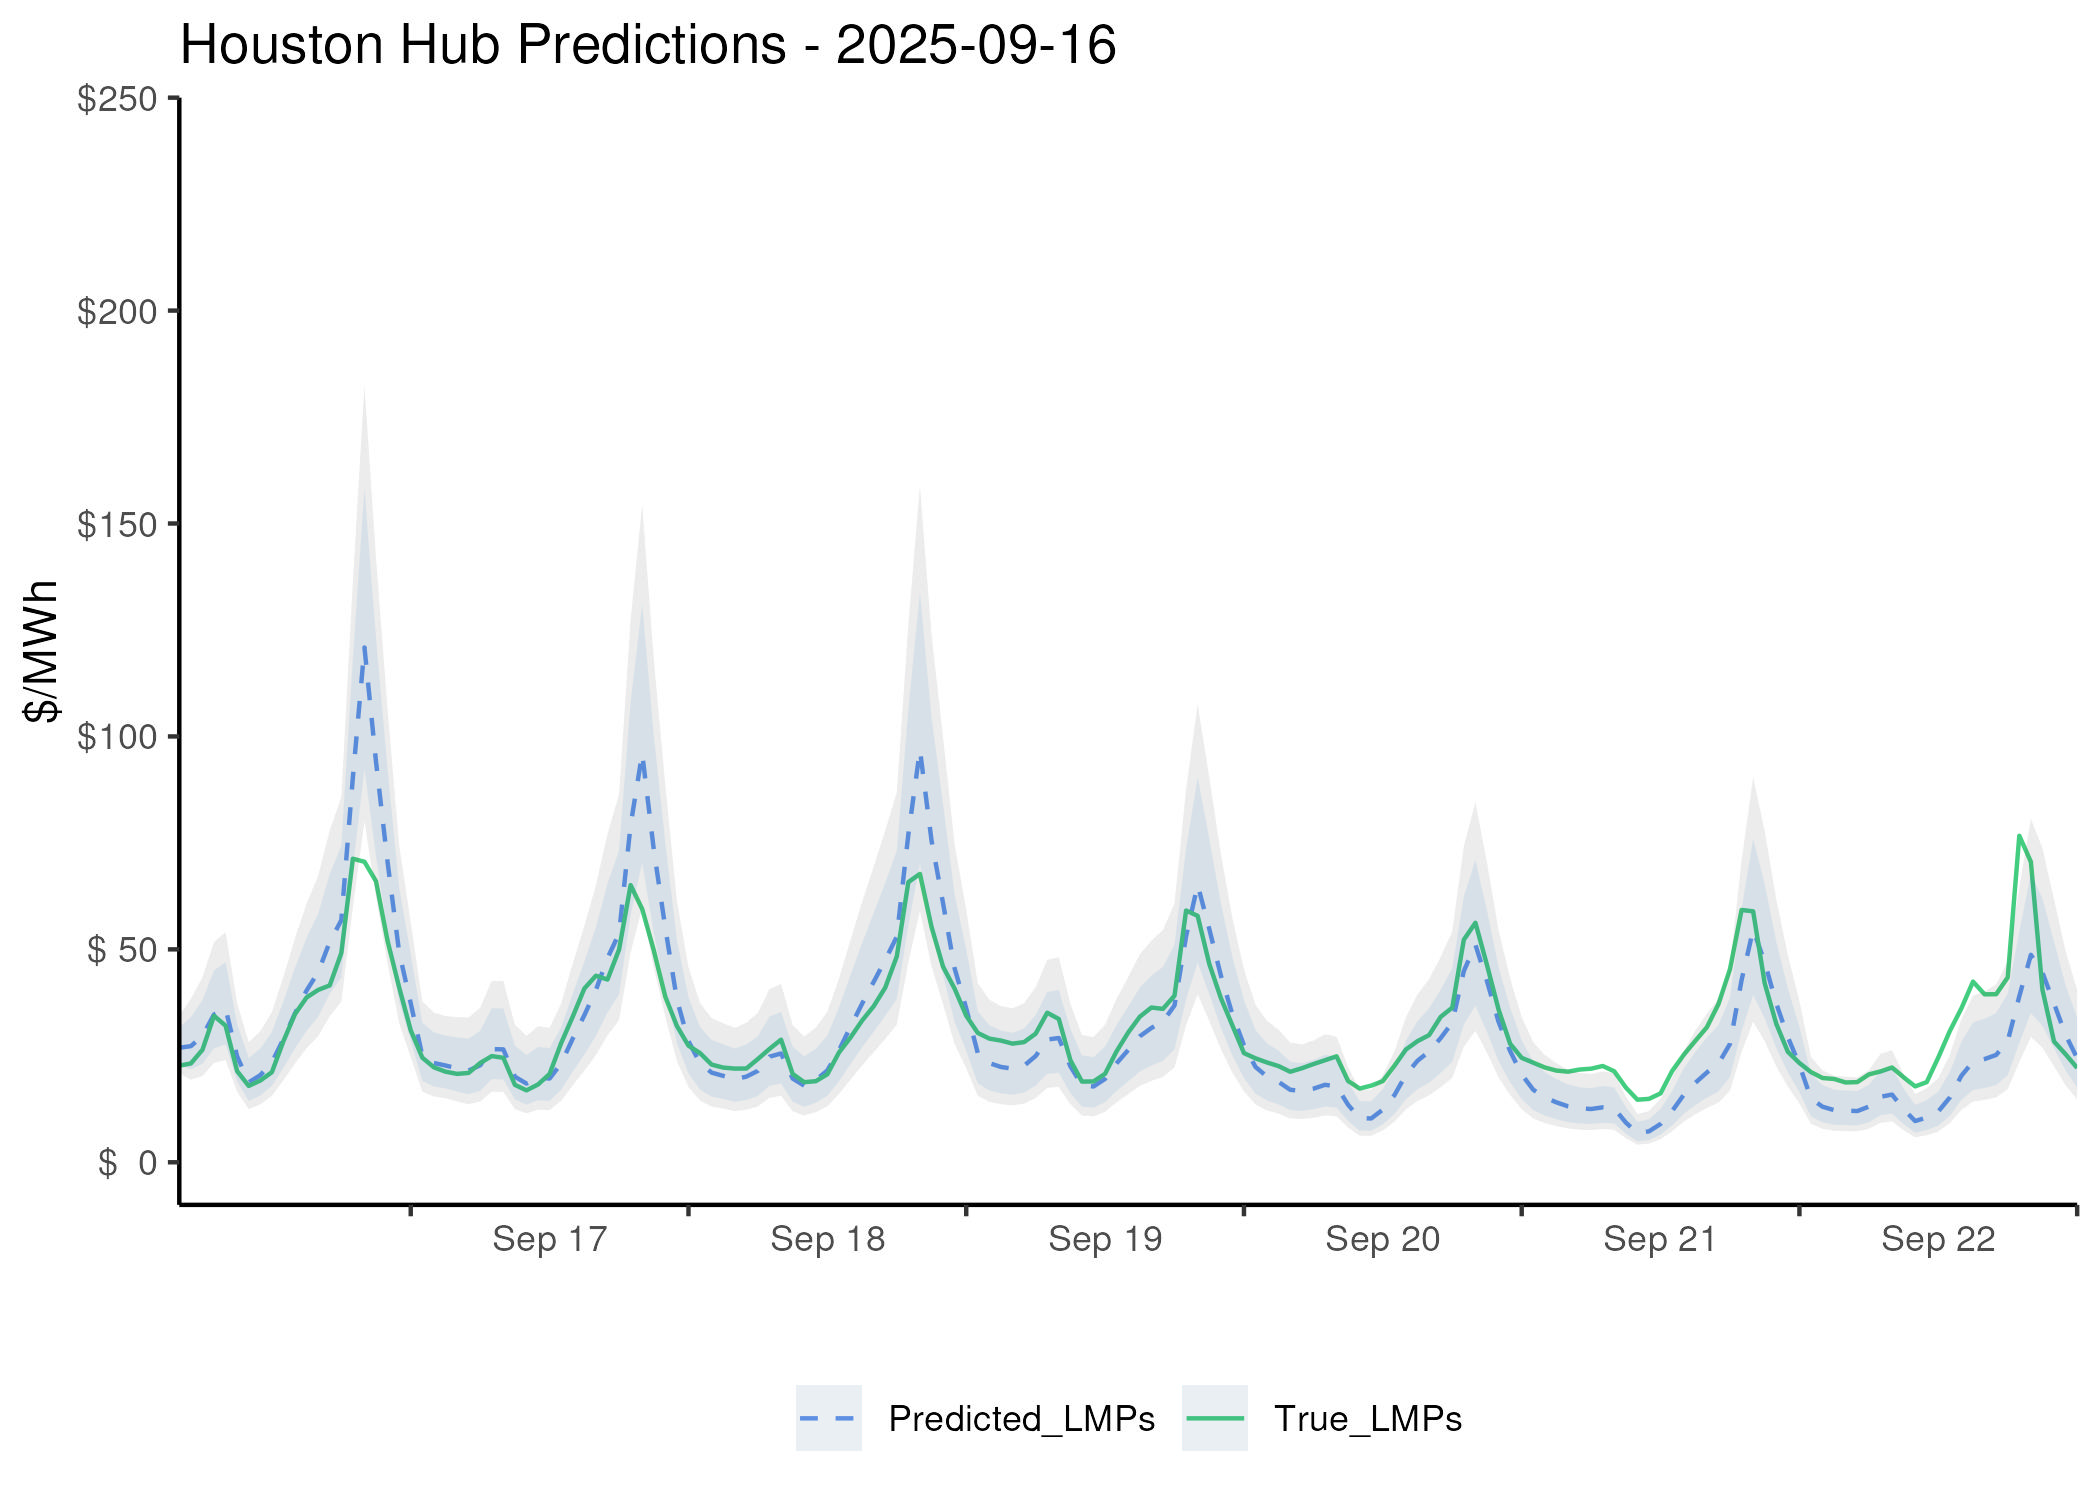 Houston Hub Predictions - 2025-09-16
$250
$200
$150
$100
$ 50
$ 0
$/MWh
Sep 17 Sep 18 Sep 19 Sep 20 Sep 21 Sep 22
Predicted_LMPs True_LMPs